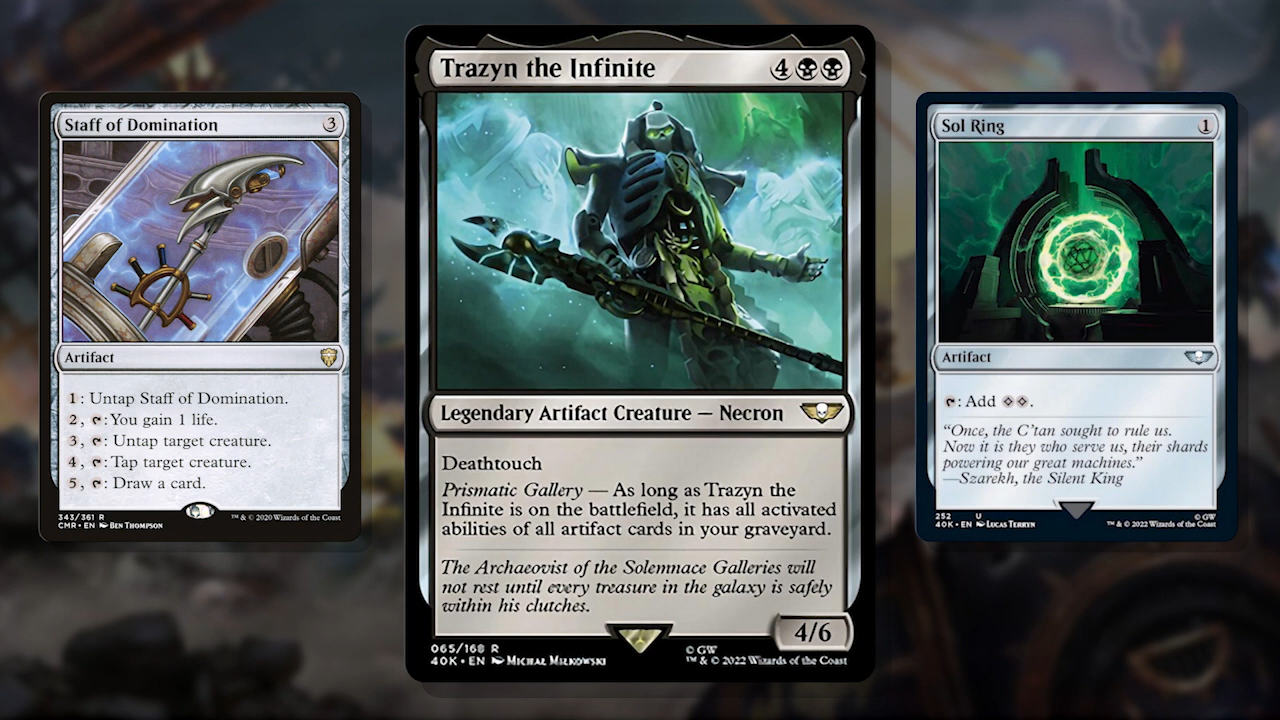 Staff of Domination 3
Artifact
1: Untap Staff of Domination.
2, : You gain 1 life.
3, : Untap target creature.
4, : Tap target creature.
5, : Draw a card.
343/361 R
CMR • EN Ben Thompson
™ & © 2020 Wizards of the Coast
Trazyn the Infinite 4
Legendary Artifact Creature — Necron
Deathtouch
Prismatic Gallery — As long as Trazyn the
Infinite is on the battlefield, it has all activated
abilities of all artifact cards in your graveyard.
The Archaeovist of the Solemnace Galleries will
not rest until every treasure in the galaxy is safely
within his clutches.
4/6
065/168 R
40K • EN Michal Milkowski
© GW
™ & © 2022 Wizards of the Coast
Sol Ring 1
Artifact
: Add .
“Once, the C’tan sought to rule us.
Now it is they who serve us, their shards
powering our great machines.”
—Szarekh, the Silent King
252 U
40K • EN Lucas Terryn
© GW
™ & © 2022 Wizards of the Coast